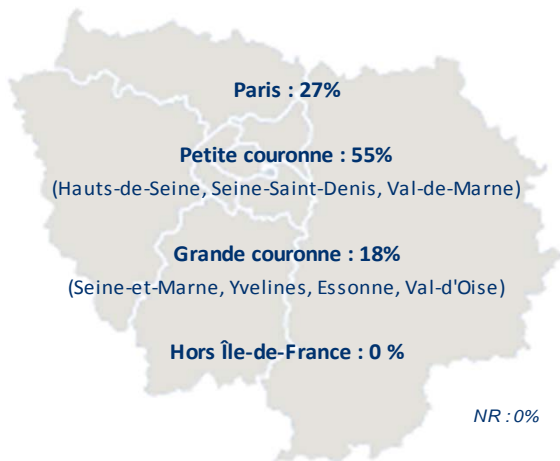 Paris : 27%
Petite couronne : 55%
(Hauts-de-Seine, Seine-Saint-Denis, Val-de-Marne)
Grande couronne : 18%
(Seine-et-Marne, Yvelines, Essonne, Val-d'Oise)
Hors Île-de-France : 0 %
NR : 0%